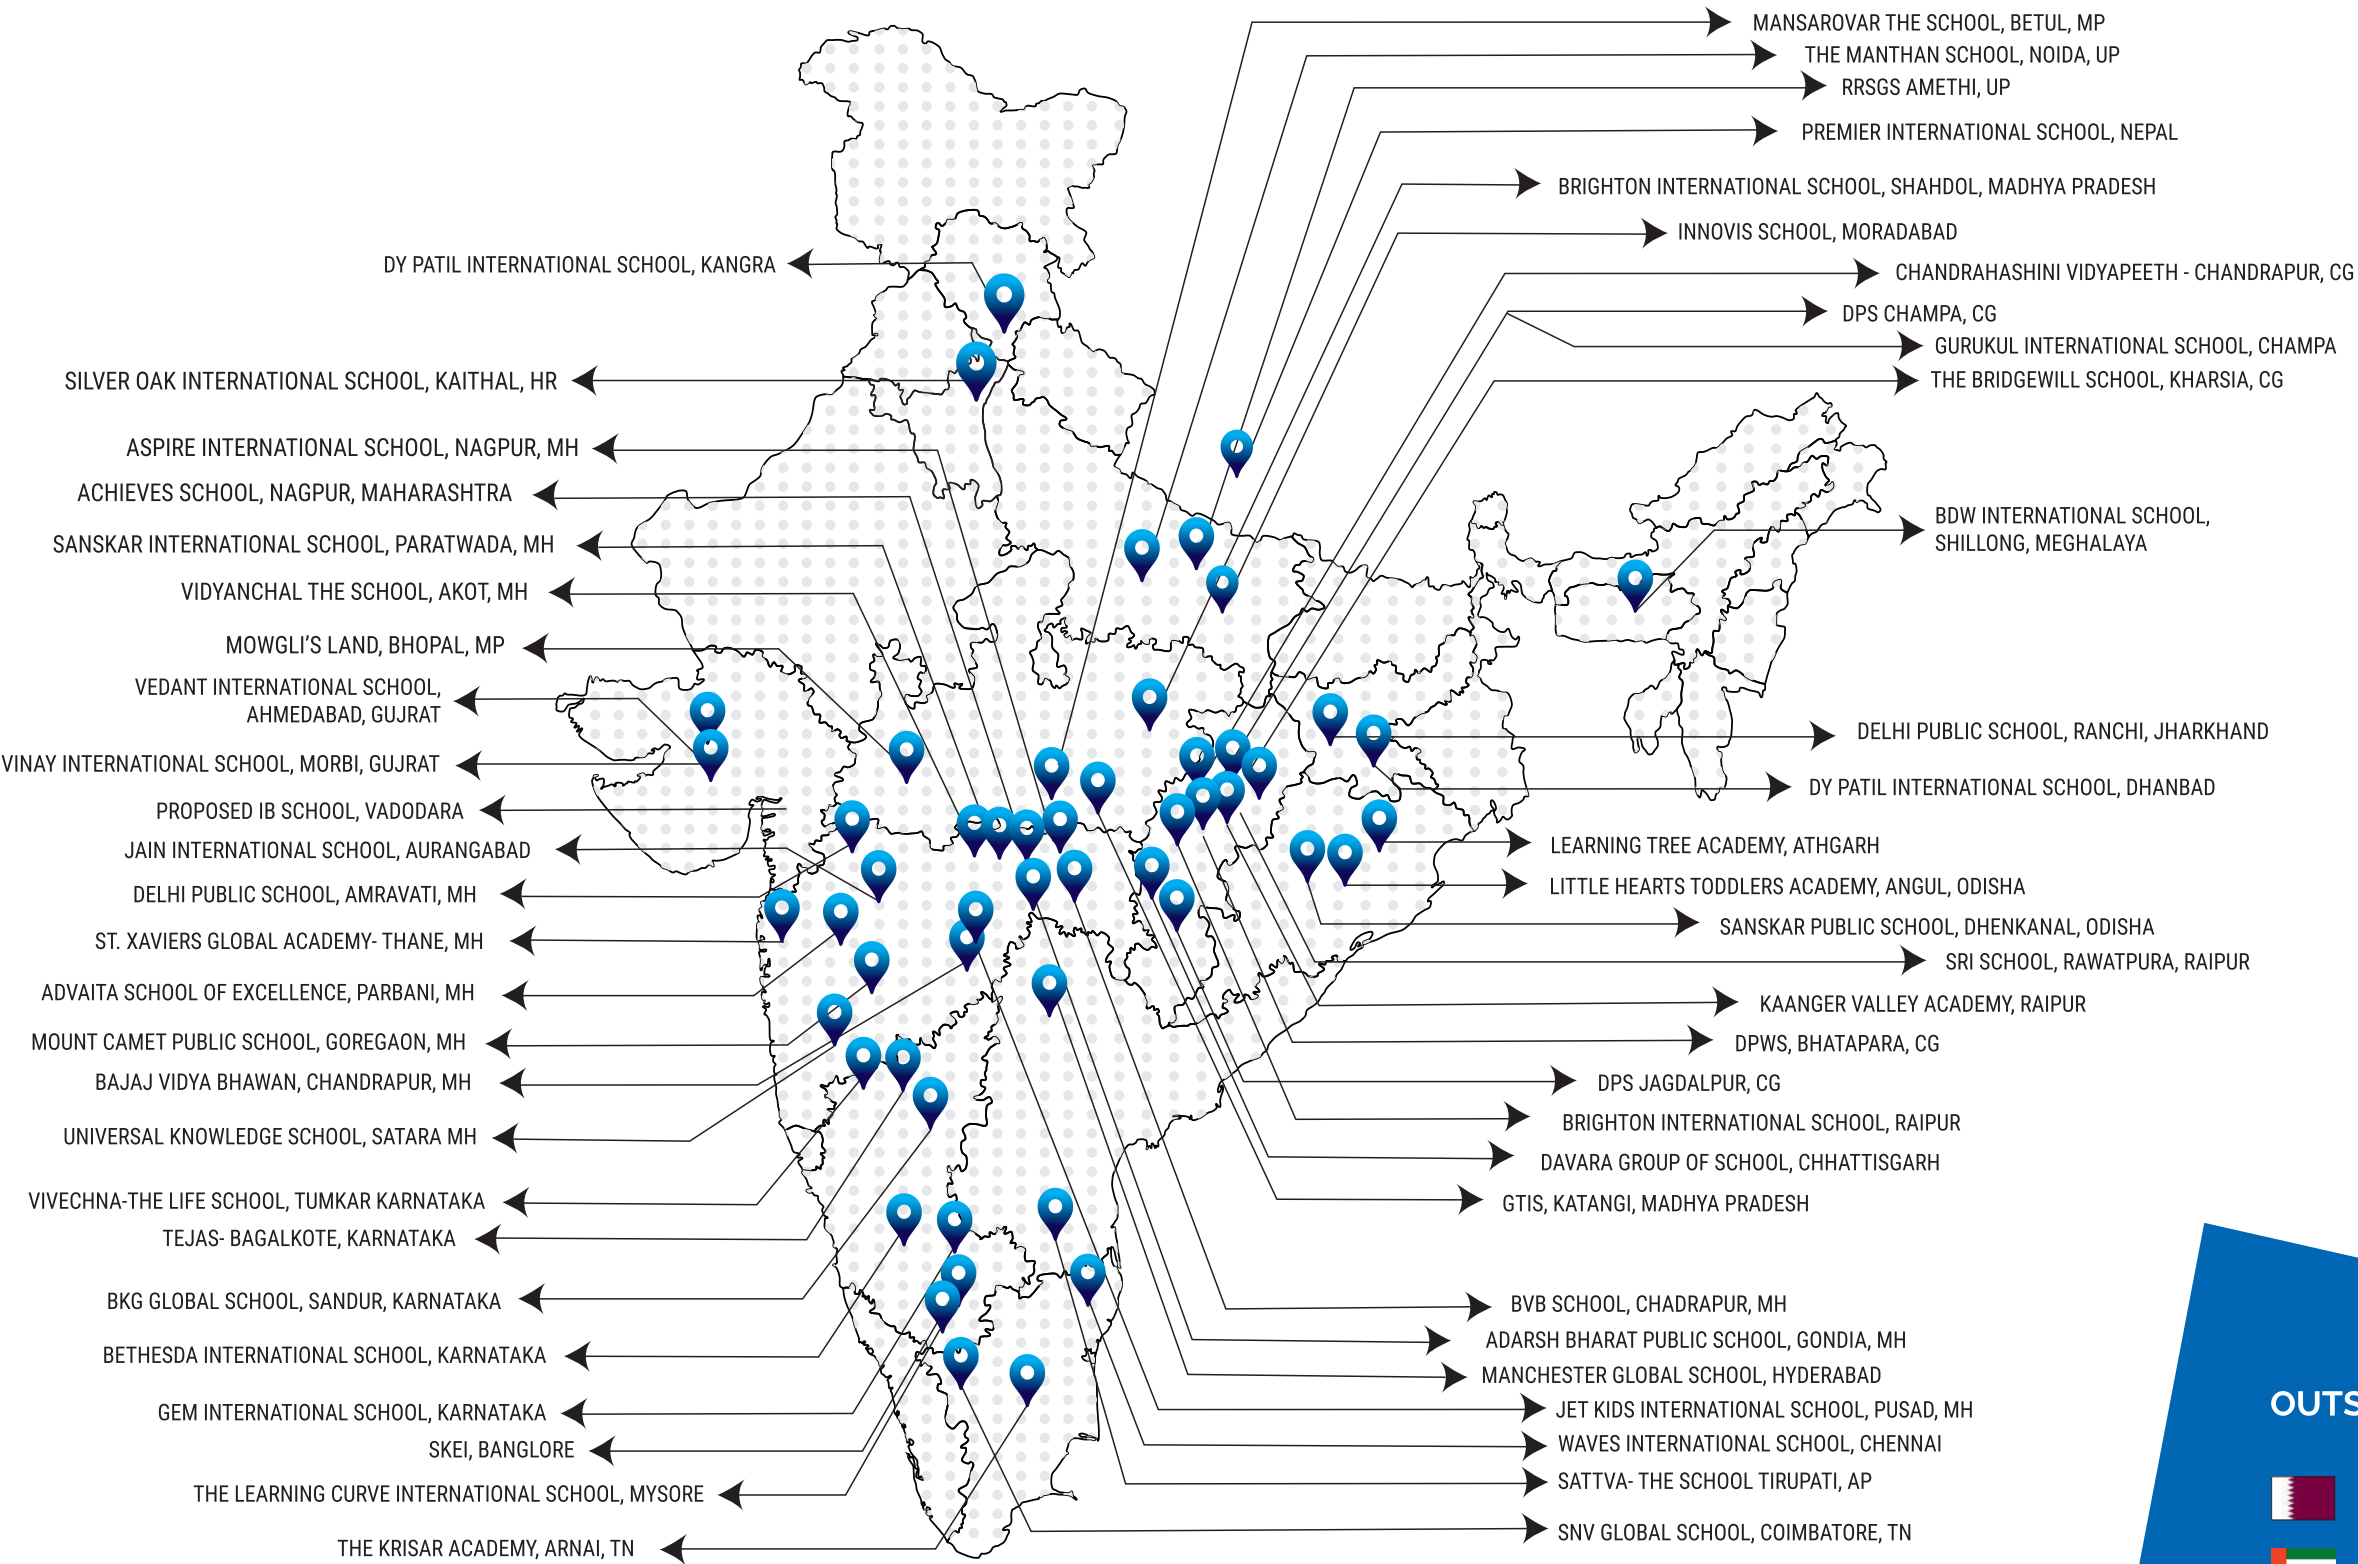 MANSAROVAR THE SCHOOL, BETUL, MP
THE MANTHAN SCHOOL, NOIDA, UP
RRSGS AMETHI, UP
PREMIER INTERNATIONAL SCHOOL, NEPAL
BRIGHTON INTERNATIONAL SCHOOL, SHAHDOL, MADHYA PRADESH
INNOVIS SCHOOL, MORADABAD
CHANDRAHASHINI VIDYAPEETH - CHANDRAPUR, CG
DPS CHAMPA, CG
GURUKUL INTERNATIONAL SCHOOL, CHAMPA
THE BRIDGEWILL SCHOOL, KHARSIA, CG
BDW INTERNATIONAL SCHOOL,
SHILLONG, MEGHALAYA
DELHI PUBLIC SCHOOL, RANCHI, JHARKHAND
DY PATIL INTERNATIONAL SCHOOL, DHANBAD
LEARNING TREE ACADEMY, ATHGARH
LITTLE HEARTS TODDLERS ACADEMY, ANGUL, ODISHA
SANSKAR PUBLIC SCHOOL, DHENKANAL, ODISHA
SRI SCHOOL, RAWATPURA, RAIPUR
KAANGER VALLEY ACADEMY, RAIPUR
DPWS, BHATAPARA, CG
DPS JAGDALPUR, CG
BRIGHTON INTERNATIONAL SCHOOL, RAIPUR
DAVARA GROUP OF SCHOOL, CHHATTISGARH
GTIS, KATANGI, MADHYA PRADESH
BVB SCHOOL, CHADRAPUR, MH
ADARSH BHARAT PUBLIC SCHOOL, GONDIA, MH
MANCHESTER GLOBAL SCHOOL, HYDERABAD
JET KIDS INTERNATIONAL SCHOOL, PUSAD, MH
WAVES INTERNATIONAL SCHOOL, CHENNAI
SATTVA- THE SCHOOL TIRUPATI, AP
SNV GLOBAL SCHOOL, COIMBATORE, TN
DY PATIL INTERNATIONAL SCHOOL, KANGRA
SILVER OAK INTERNATIONAL SCHOOL, KAITHAL, HR
ASPIRE INTERNATIONAL SCHOOL, NAGPUR, MH
ACHIEVES SCHOOL, NAGPUR, MAHARASHTRA
SANSKAR INTERNATIONAL SCHOOL, PARATWADA, MH
VIDYANCHAL THE SCHOOL, AKOT, MH
MOWGLI'S LAND, BHOPAL, MP
VEDANT INTERNATIONAL SCHOOL,
AHMEDABAD, GUJRAT
VINAY INTERNATIONAL SCHOOL, MORBI, GUJRAT
PROPOSED IB SCHOOL, VADODARA
JAIN INTERNATIONAL SCHOOL, AURANGABAD
DELHI PUBLIC SCHOOL, AMRAVATI, MH
ST. XAVIERS GLOBAL ACADEMY- THANE, MH
ADVAITA SCHOOL OF EXCELLENCE, PARBANI, MH
MOUNT CAMET PUBLIC SCHOOL, GOREGAON, MH
BAJAJ VIDYA BHAWAN, CHANDRAPUR, MH
UNIVERSAL KNOWLEDGE SCHOOL, SATARA MH
VIVECHNA-THE LIFE SCHOOL, TUMKAR KARNATAKA
TEJAS- BAGALKOTE, KARNATAKA
BKG GLOBAL SCHOOL, SANDUR, KARNATAKA
BETHESDA INTERNATIONAL SCHOOL, KARNATAKA
GEM INTERNATIONAL SCHOOL, KARNATAKA
SKEI, BANGLORE
THE LEARNING CURVE INTERNATIONAL SCHOOL, MYSORE
THE KRISAR ACADEMY, ARNAI, TN
OUTS